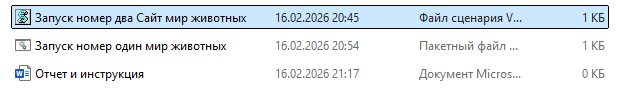 Запуск номер два Сайт мир животных 16.02.2026 20:45 Файл сценария V... 1 КБ
Запуск номер один мир животных 16.02.2026 20:54 Пакетный файл ... 1 КБ
Отчет и инструкция 16.02.2026 21:17 Документ Micros... 0 КБ